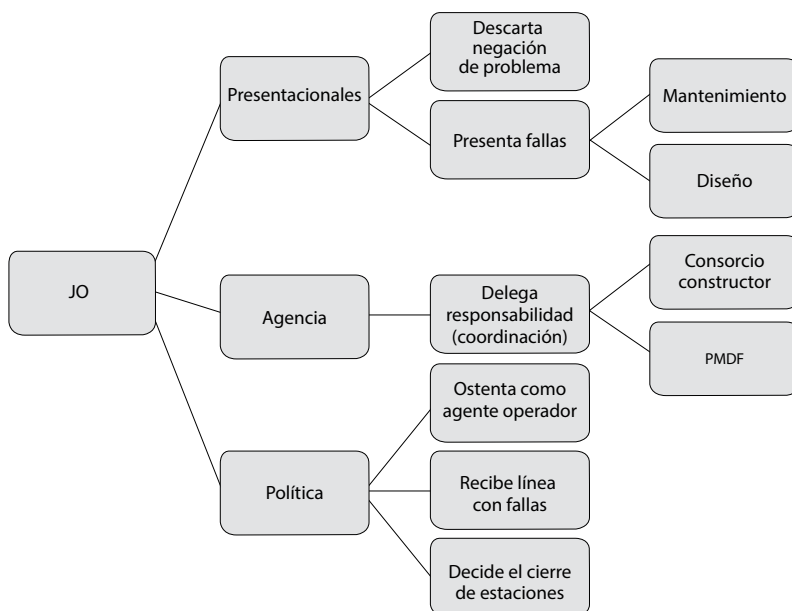 Descarta
negación
de problema
Presentacionales
Mantenimiento
Presenta fallas
Diseño
JO
Consorcio
constructor
Agencia
Delega
responsabilidad
(coordinación)
PMDF
Ostenta como
agente operador
Política
Recibe línea
con fallas
Decide el cierre
de estaciones